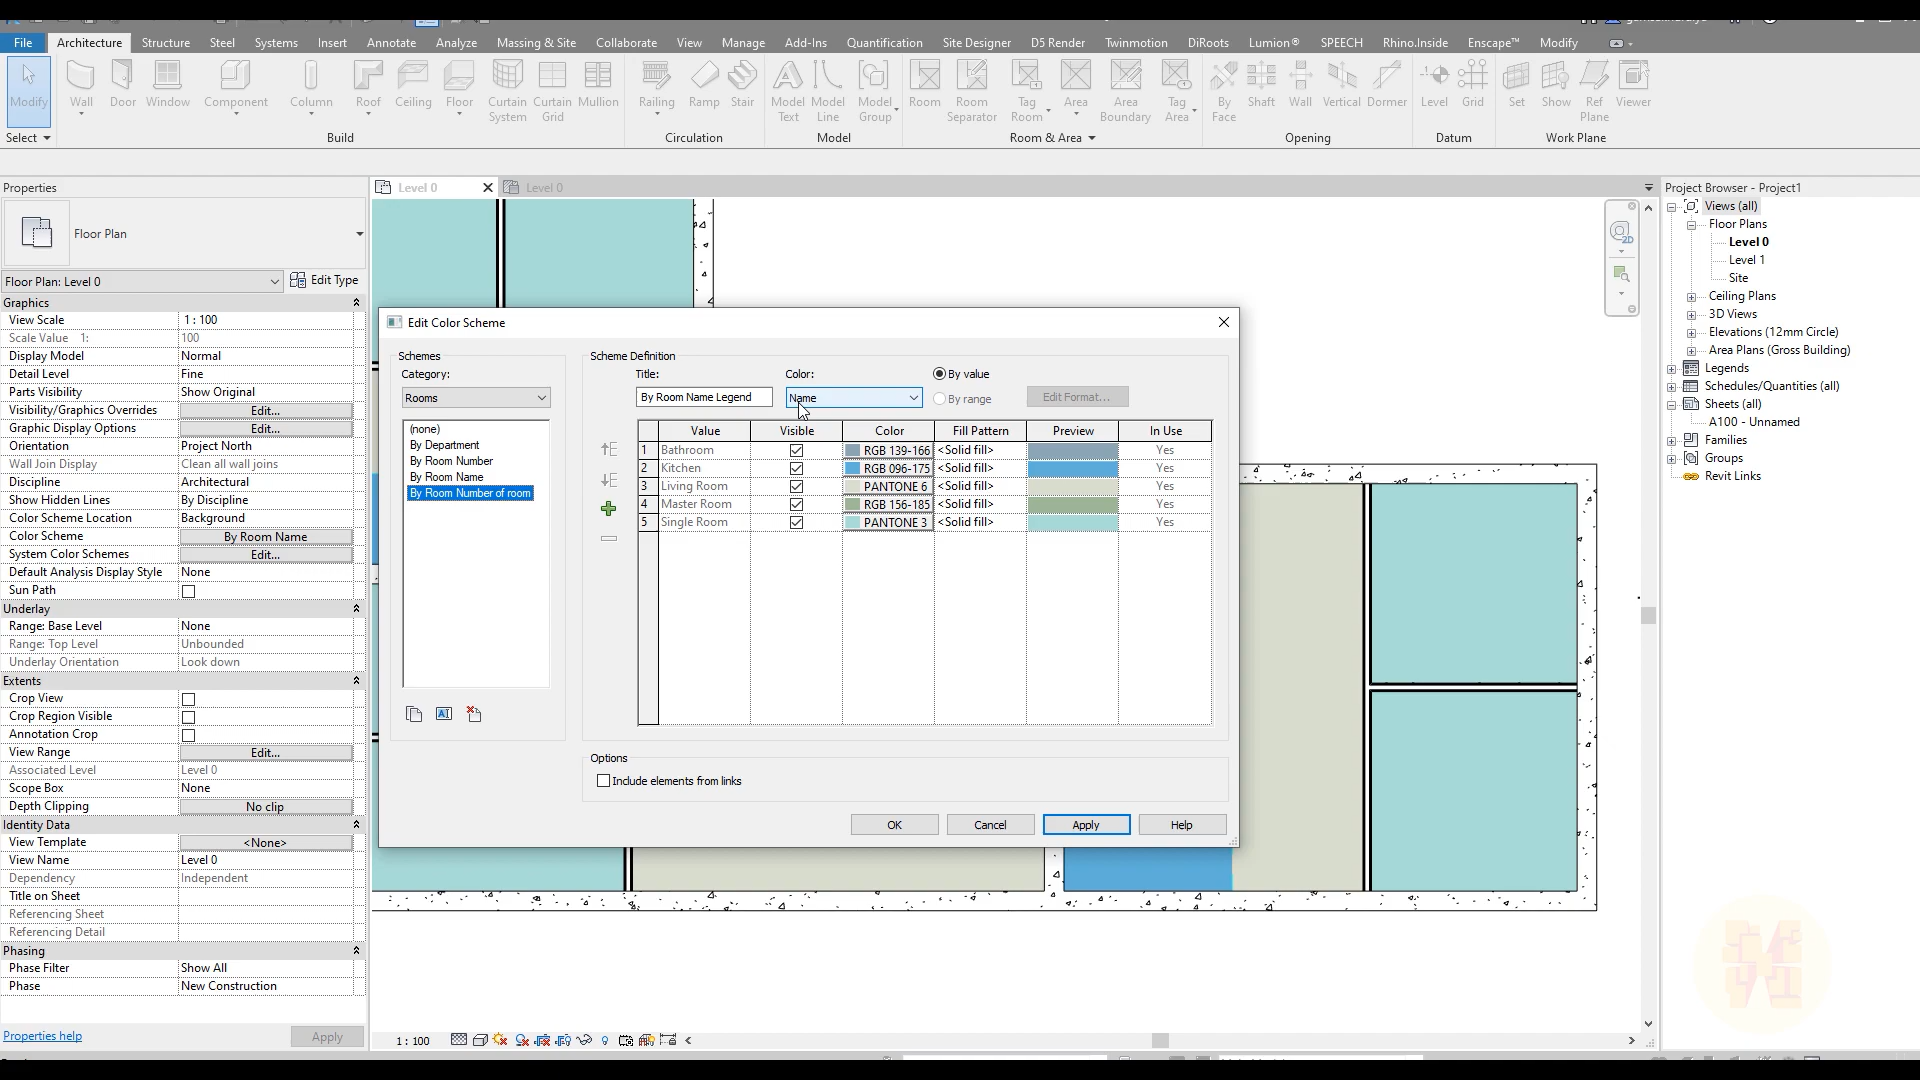 File Architecture Structure Steel Systems Insert Annotate Analyze Massing & Site Collaborate View Manage Add-Ins Quantification Site Designer D5 Render Twinmotion DiRoots Lumion® SPEECH Rhino.Inside Enscape™ Modify
Modify Wall Door Window Component Column Roof Ceiling Floor Curtain System Curtain Grid Mullion Railing Ramp Stair Model Text Model Line Model Group Room Room Separator Tag Room Area Area Boundary Tag Area By Face Shaft Wall Vertical Dormer Level Grid Set Show Ref Plane Viewer
Select Build Circulation Model Room & Area Opening Datum Work Plane
Properties
Floor Plan
Floor Plan: Level 0 Edit Type
Graphics
View Scale 1 : 100
Scale Value 1: 100
Display Model Normal
Detail Level Fine
Parts Visibility Show Original
Visibility/Graphics Overrides Edit...
Graphic Display Options Edit...
Orientation Project North
Wall Join Display Clean all wall joins
Discipline Architectural
Show Hidden Lines By Discipline
Color Scheme Location Background
Color Scheme By Room Name
System Color Schemes Edit...
Default Analysis Display Style None
Sun Path
Underlay
Range: Base Level None
Range: Top Level Unbounded
Underlay Orientation Look down
Extents
Crop View
Crop Region Visible
Annotation Crop
View Range Edit...
Associated Level Level 0
Scope Box None
Depth Clipping No clip
Identity Data
View Template <None>
View Name Level 0
Dependency Independent
Title on Sheet
Referencing Sheet
Referencing Detail
Phasing
Phase Filter Show All
Phase New Construction
Properties help Apply
Level 0 Level 0
Edit Color Scheme
Schemes
Category:
Rooms
(none)
By Department
By Room Number
By Room Name
By Room Number of room
Scheme Definition
Title: Color: By value
By Room Name Legend Name By range Edit Format...
Value Visible Color Fill Pattern Preview In Use
1 Bathroom RGB 139-166 <Solid fill> Yes
2 Kitchen RGB 096-175 <Solid fill> Yes
3 Living Room PANTONE 6 <Solid fill> Yes
4 Master Room RGB 156-185 <Solid fill> Yes
5 Single Room PANTONE 3 <Solid fill> Yes
Options
Include elements from links
OK Cancel Apply Help
2D
1 : 100
Project Browser - Project1
Views (all)
Floor Plans
Level 0
Level 1
Site
Ceiling Plans
3D Views
Elevations (12mm Circle)
Area Plans (Gross Building)
Legends
Schedules/Quantities (all)
Sheets (all)
A100 - Unnamed
Families
Groups
Revit Links